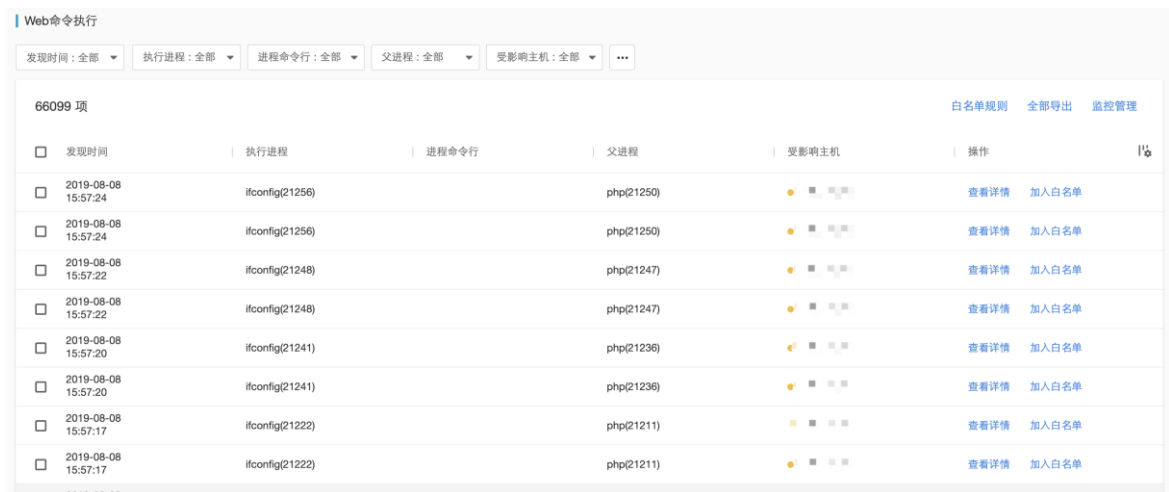 Web命令执行
发现时间：全部 执行进程：全部 进程命令行：全部 父进程：全部 受影响主机：全部 •••
66099 项 白名单规则 全部导出 监控管理
发现时间 执行进程 进程命令行 父进程 受影响主机 操作
2019-08-08
15:57:24 ifconfig(21256) php(21250) 查看详情 加入白名单
2019-08-08
15:57:24 ifconfig(21256) php(21250) 查看详情 加入白名单
2019-08-08
15:57:22 ifconfig(21248) php(21247) 查看详情 加入白名单
2019-08-08
15:57:22 ifconfig(21248) php(21247) 查看详情 加入白名单
2019-08-08
15:57:20 ifconfig(21241) php(21236) 查看详情 加入白名单
2019-08-08
15:57:20 ifconfig(21241) php(21236) 查看详情 加入白名单
2019-08-08
15:57:17 ifconfig(21222) php(21211) 查看详情 加入白名单
2019-08-08
15:57:17 ifconfig(21222) php(21211) 查看详情 加入白名单